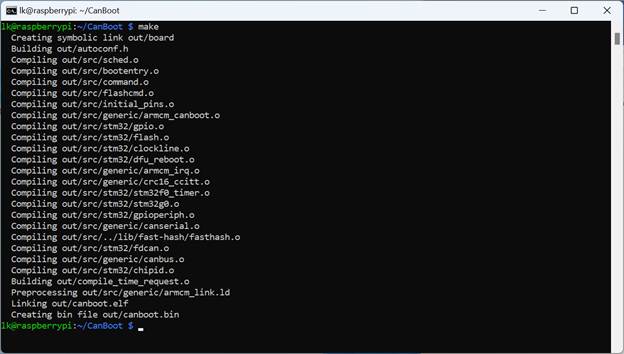 lk@raspberrypi: ~/CanBoot
lk@raspberrypi:~/CanBoot $ make
Creating symbolic link out/board
Building out/autoconf.h
Compiling out/src/sched.o
Compiling out/src/bootentry.o
Compiling out/src/command.o
Compiling out/src/flashcmd.o
Compiling out/src/initial_pins.o
Compiling out/src/generic/armcm_canboot.o
Compiling out/src/stm32/gpio.o
Compiling out/src/stm32/flash.o
Compiling out/src/stm32/clockline.o
Compiling out/src/stm32/dfu_reboot.o
Compiling out/src/generic/armcm_irq.o
Compiling out/src/generic/crc16_ccitt.o
Compiling out/src/stm32/stm32f0_timer.o
Compiling out/src/stm32/stm32g0.o
Compiling out/src/stm32/gpioperiph.o
Compiling out/src/generic/canserial.o
Compiling out/src/../lib/fast-hash/fasthash.o
Compiling out/src/stm32/fdcan.o
Compiling out/src/generic/canbus.o
Compiling out/src/stm32/chipid.o
Building out/compile_time_request.o
Preprocessing out/src/generic/armcm_link.ld
Linking out/canboot.elf
Creating bin file out/canboot.bin
lk@raspberrypi:~/CanBoot $